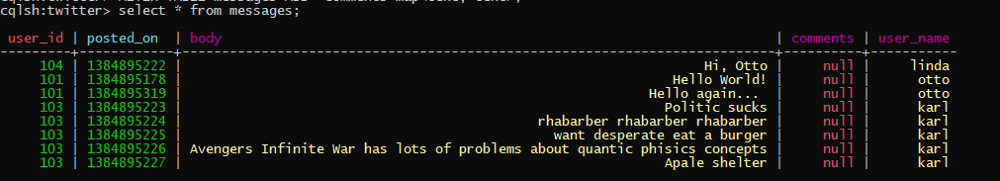 cqlsh:twitter> select * from messages;
user_id | posted_on | body | comments | user_name
104 | 1384895222 | Hi, Otto | null | linda
101 | 1384895178 | Hello World! | null | otto
101 | 1384895319 | Hello again... | null | otto
103 | 1384895223 | Politic sucks | null | karl
103 | 1384895224 | rhabarber rhabarber rhabarber | null | karl
103 | 1384895225 | want desperate eat a burger | null | karl
103 | 1384895226 | Avengers Infinite War has lots of problems about quantic phisics concepts | null | karl
103 | 1384895227 | Apale shelter | null | karl